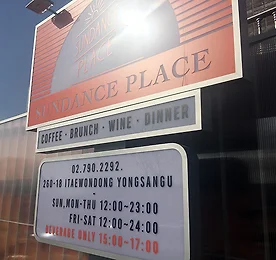 SUNDANCE PLACE
COFFEE · BRUNCH · WINE · DINNER
02.790.2292.
260-18 ITAEWONDONG YONGSANGU
SUN,MON-THU 12:00~23:00
FRI-SAT 12:00~24:00
BEVERAGE ONLY 15:00~17:00